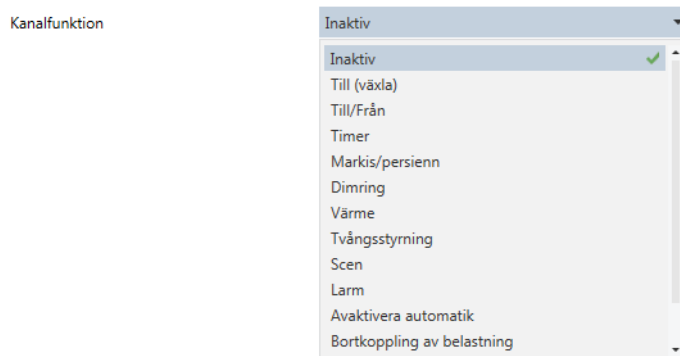 Kanalfunktion Inaktiv
Inaktiv
Till (växla)
Till/Från
Timer
Markis/persienn
Dimring
Värme
Tvångsstyrning
Scen
Larm
Avaktivera automatik
Bortkoppling av belastning